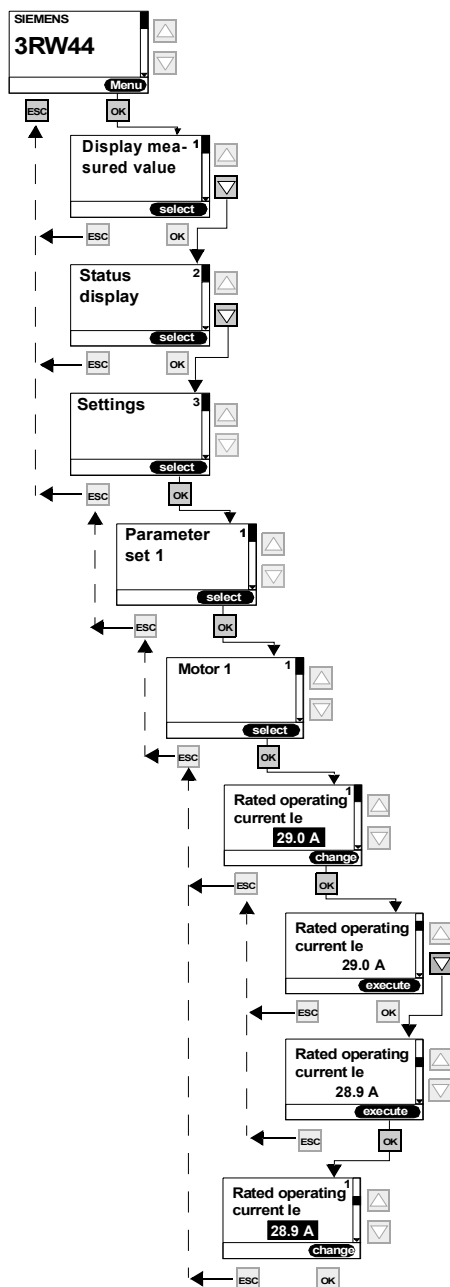 SIEMENS
3RW44
Menu
ESC
OK
Display mea-
sured value
1
select
ESC
OK
Status
display
2
select
ESC
OK
Settings
3
select
ESC
OK
Parameter
set 1
1
select
ESC
OK
Motor 1
1
select
ESC
OK
1
Rated operating
current Ie
29.0 A
change
ESC
OK
Rated operating
current Ie
29.0 A
execute
ESC
OK
Rated operating
current Ie
28.9 A
execute
ESC
OK
1
Rated operating
current Ie
28.9 A
change
ESC
OK